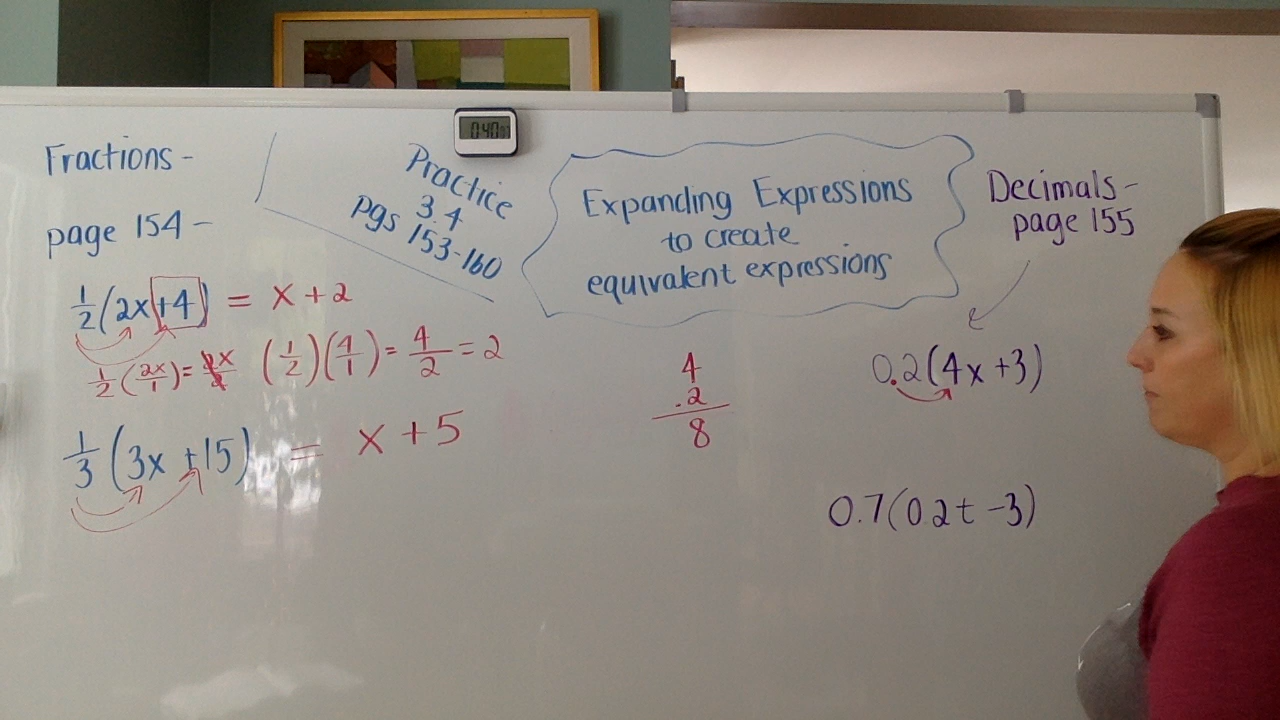 Fractions -
page 154 -
½(2x+4) = x + 2
½(2x/1) = 2x/2 (1/2)(4/1) = 4/2 = 2
⅓(3x +15) = x + 5
Practice
3.4
pgs 153-160
Expanding Expressions
to create
equivalent expressions
4
.2
8
Decimals -
page 155
0.2(4x +3)
0.7(0.2t -3)